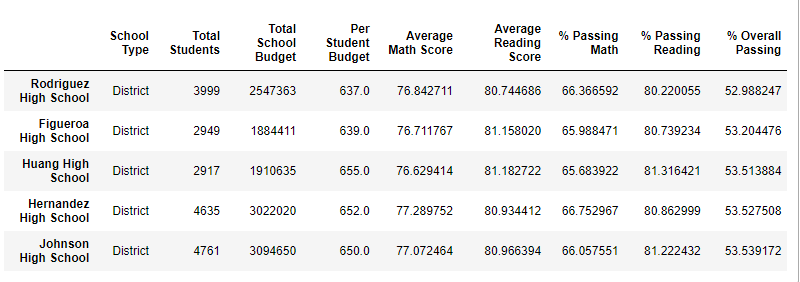 School Type Total Students Total School Budget Per Student Budget Average Math Score Average Reading Score % Passing Math % Passing Reading % Overall Passing
Rodriguez High School District 3999 2547363 637.0 76.842711 80.744686 66.366592 80.220055 52.988247
Figueroa High School District 2949 1884411 639.0 76.711767 81.158020 65.988471 80.739234 53.204476
Huang High School District 2917 1910635 655.0 76.629414 81.182722 65.683922 81.316421 53.513884
Hernandez High School District 4635 3022020 652.0 77.289752 80.934412 66.752967 80.862999 53.527508
Johnson High School District 4761 3094650 650.0 77.072464 80.966394 66.057551 81.222432 53.539172